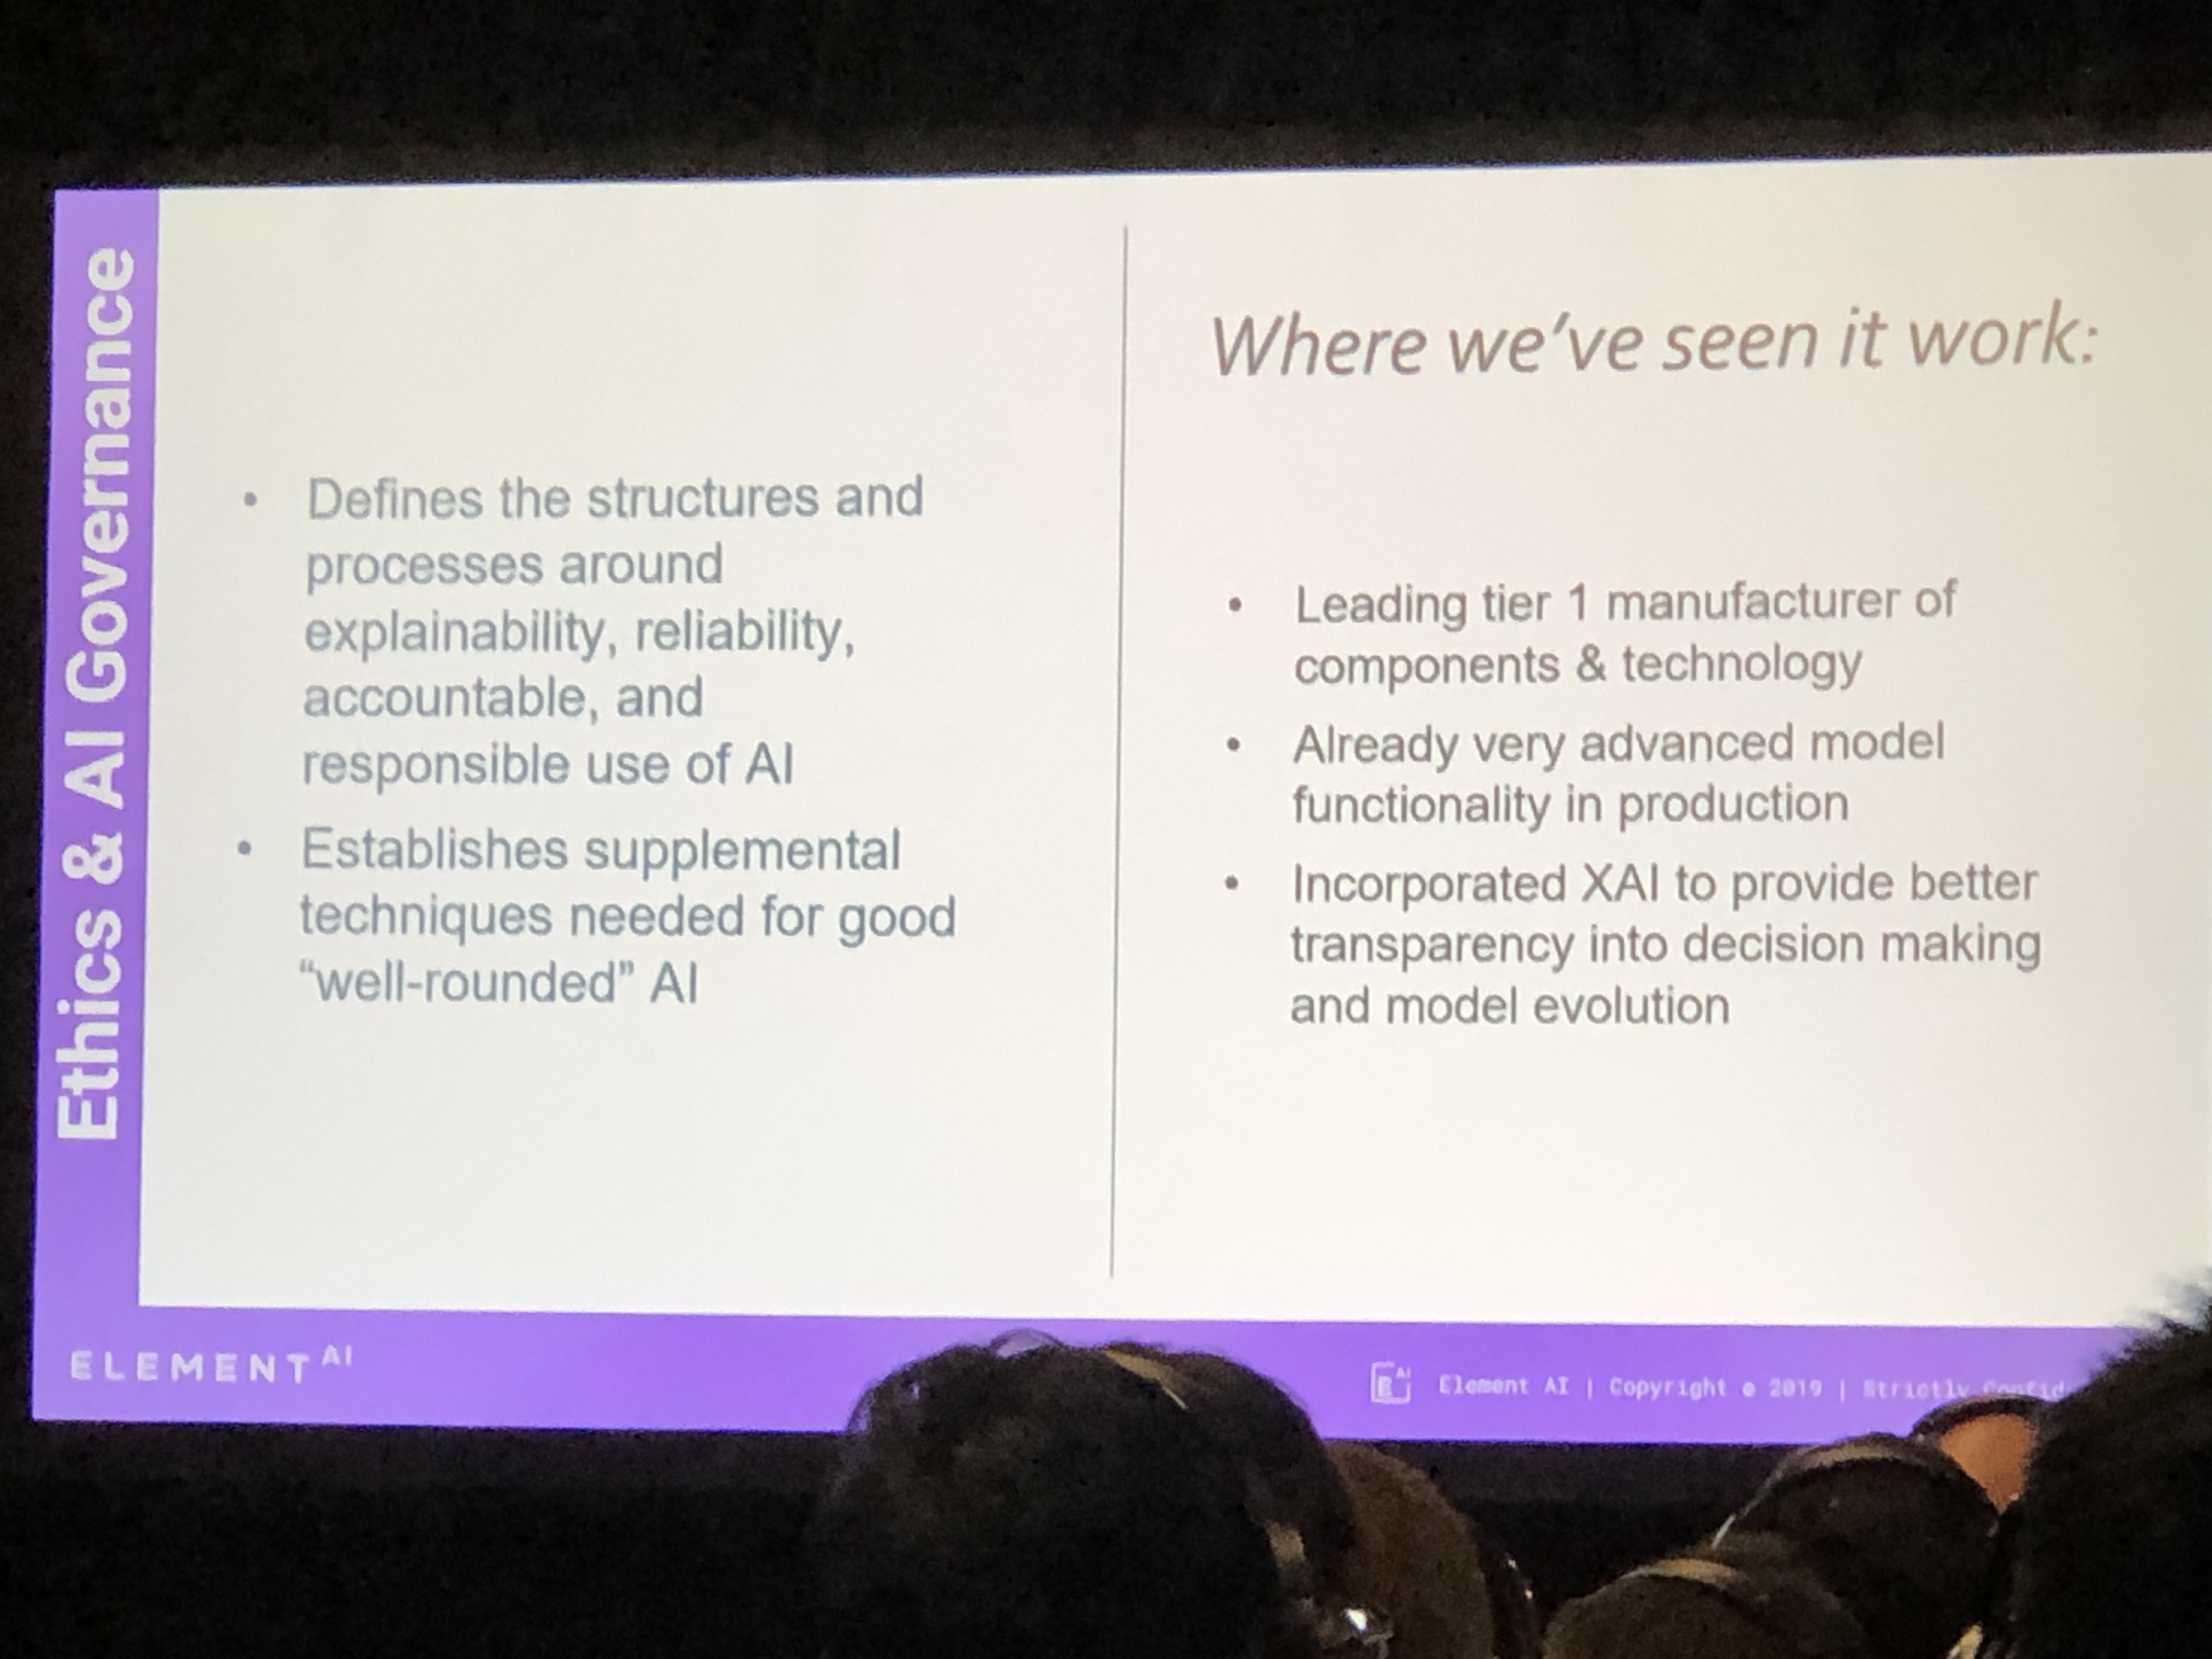 Ethics & AI Governance
Defines the structures and
processes around
explainability, reliability,
accountable, and
responsible use of AI
Establishes supplemental
techniques needed for good
“well-rounded” AI
Where we’ve seen it work:
Leading tier 1 manufacturer of
components & technology
Already very advanced model
functionality in production
Incorporated XAI to provide better
transparency into decision making
and model evolution
ELEMENT AI
Element AI | Copyright © 2019 | Strictly